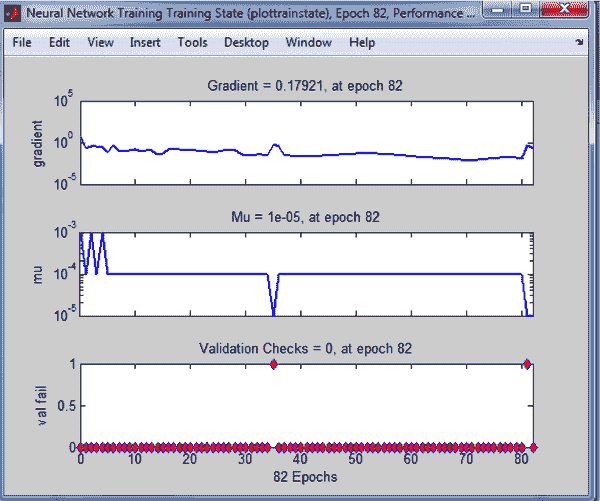 Neural Network Training Training State (plottrainstate), Epoch 82, Performance ...
File Edit View Insert Tools Desktop Window Help
Gradient = 0.17921, at epoch 82
10^5
10^0
10^-5
gradient
Mu = 1e-05, at epoch 82
10^-3
10^-4
10^-5
mu
Validation Checks = 0, at epoch 82
1
0.5
0
val fail
0 10 20 30 40 50 60 70 80
82 Epochs